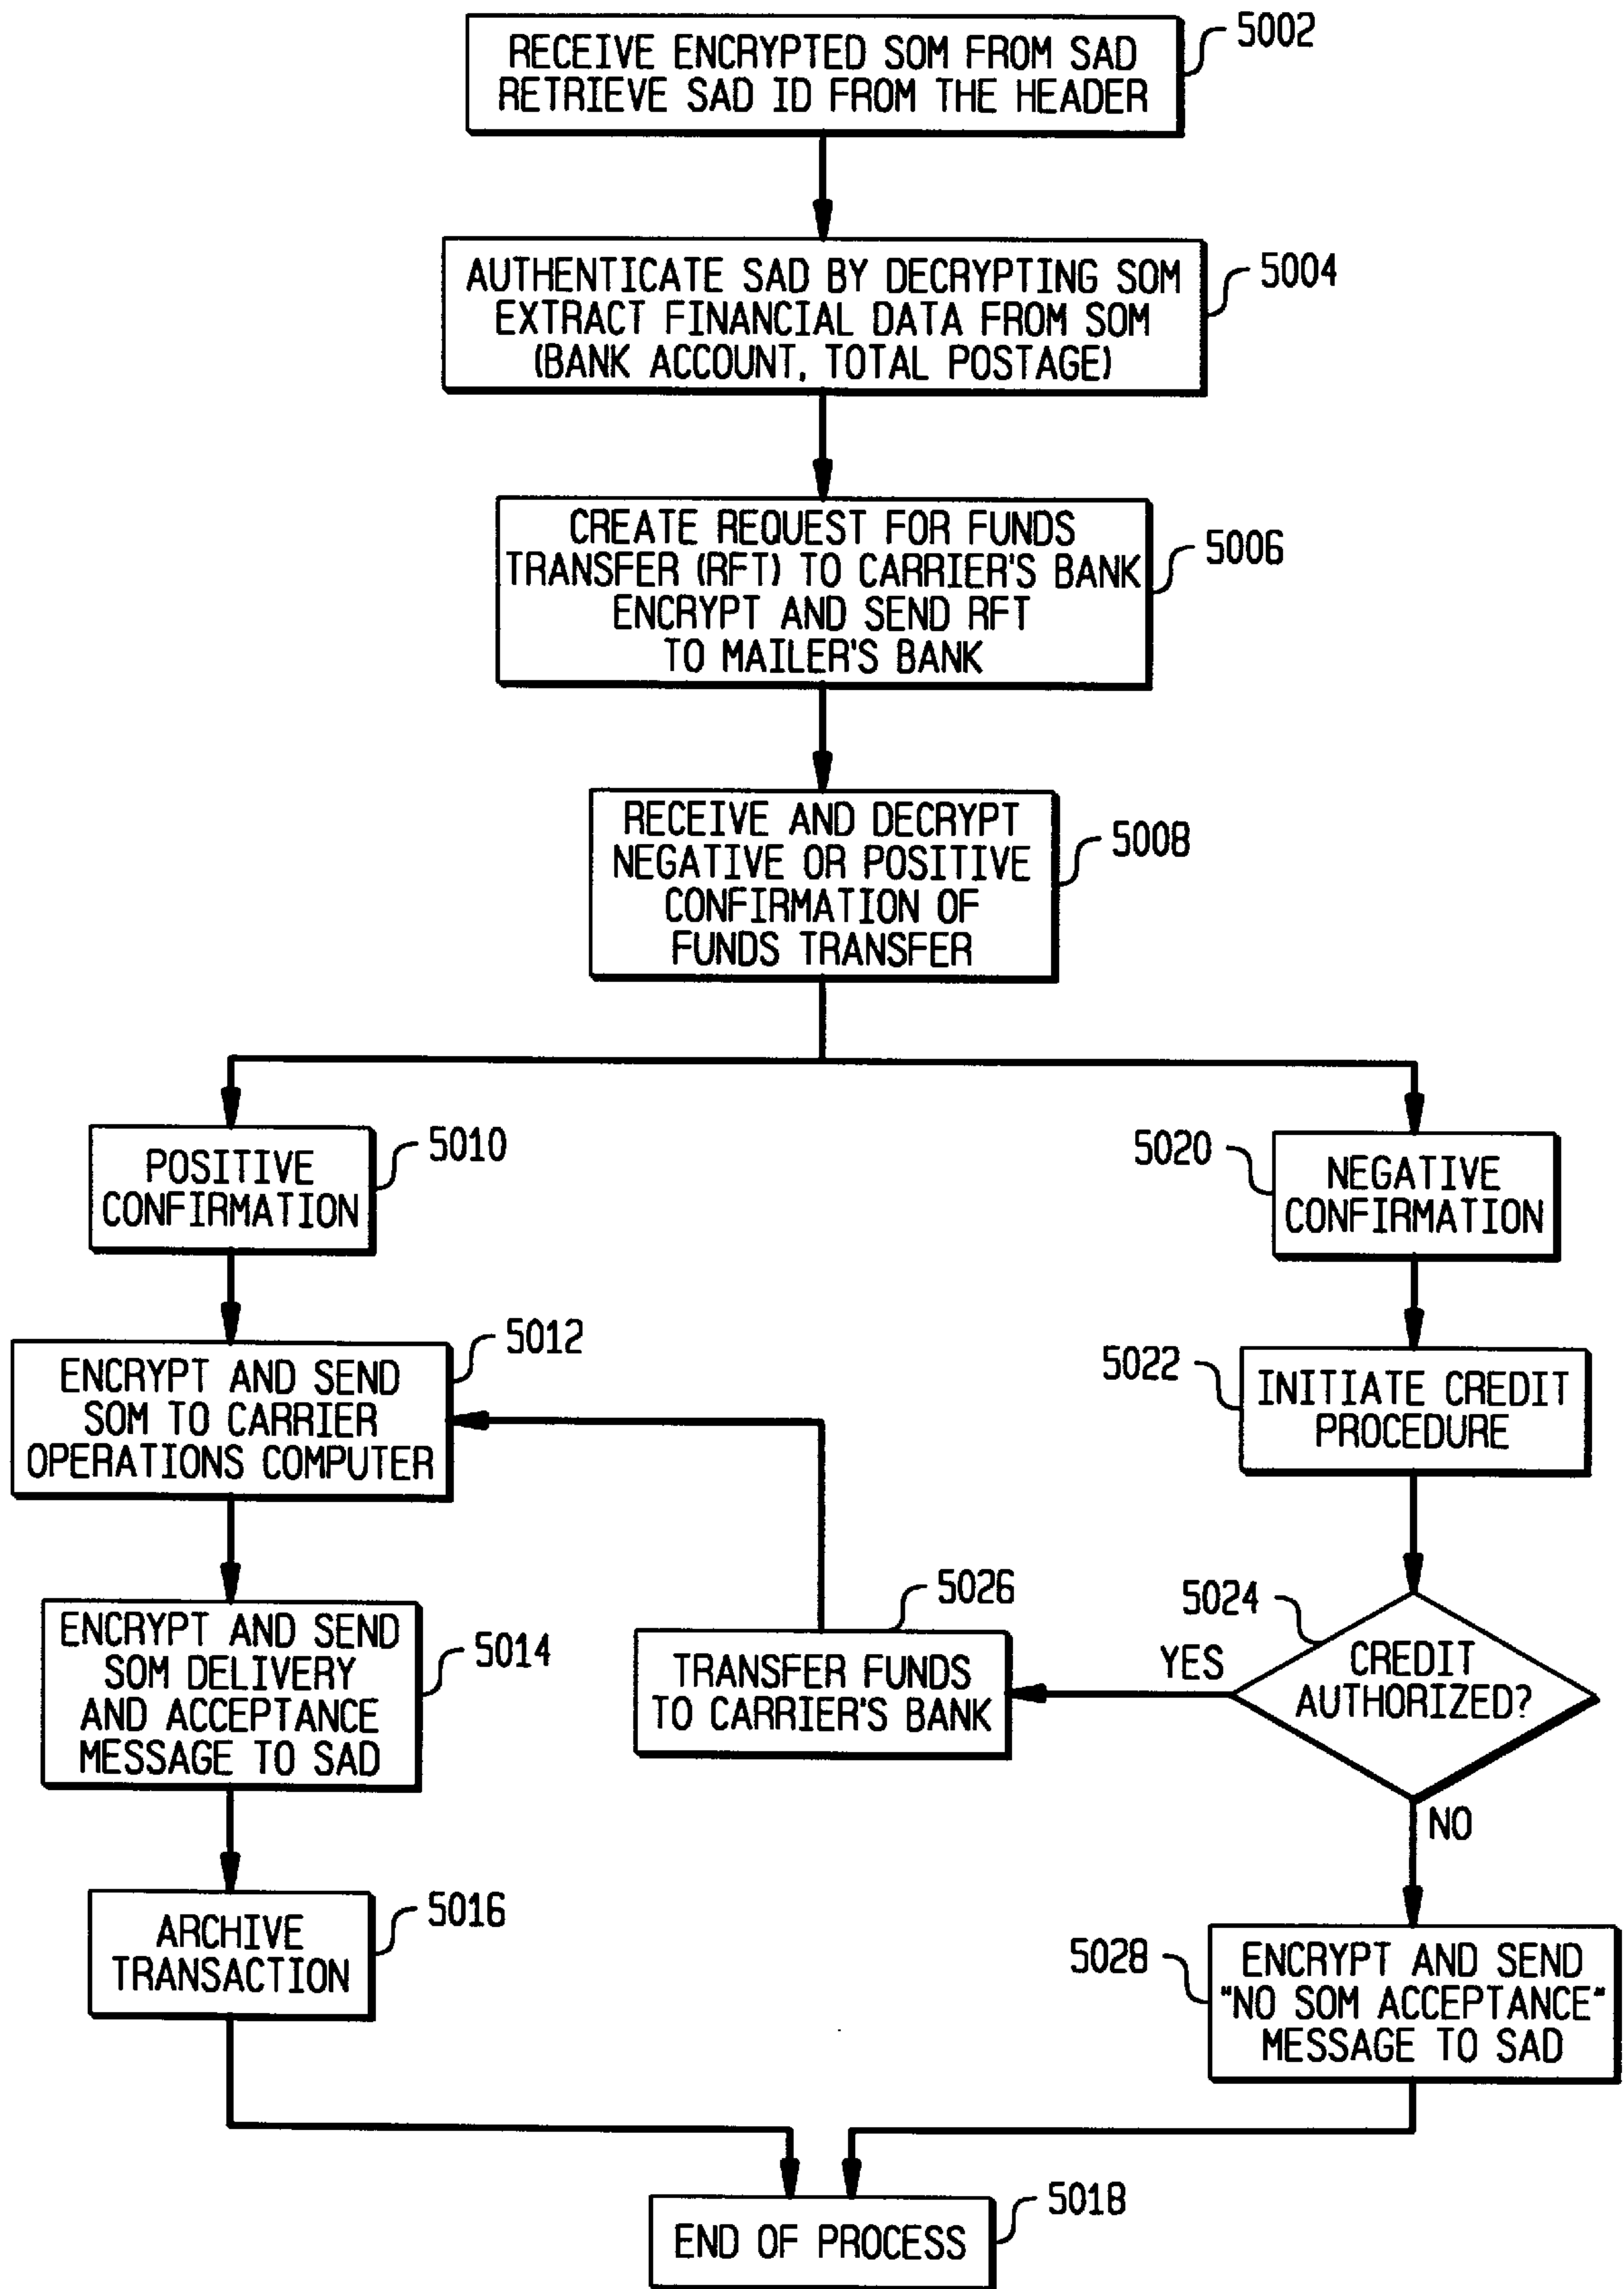 RECEIVE ENCRYPTED SOM FROM SAD
RETRIEVE SAD ID FROM THE HEADER
5002
AUTHENTICATE SAD BY DECRYPTING SOM
EXTRACT FINANCIAL DATA FROM SOM
(BANK ACCOUNT, TOTAL POSTAGE)
5004
CREATE REQUEST FOR FUNDS
TRANSFER (RFT) TO CARRIER'S BANK
ENCRYPT AND SEND RFT
TO MAILER'S BANK
5006
RECEIVE AND DECRYPT
NEGATIVE OR POSITIVE
CONFIRMATION OF
FUNDS TRANSFER
5008
POSITIVE
CONFIRMATION
5010
5020
NEGATIVE
CONFIRMATION
ENCRYPT AND SEND
SOM TO CARRIER
OPERATIONS COMPUTER
5012
5022
INITIATE CREDIT
PROCEDURE
ENCRYPT AND SEND
SOM DELIVERY
AND ACCEPTANCE
MESSAGE TO SAD
5014
5026
TRANSFER FUNDS
TO CARRIER'S BANK
5024
YES
CREDIT
AUTHORIZED?
NO
ARCHIVE
TRANSACTION
5016
5028
ENCRYPT AND SEND
"NO SOM ACCEPTANCE"
MESSAGE TO SAD
END OF PROCESS
5018